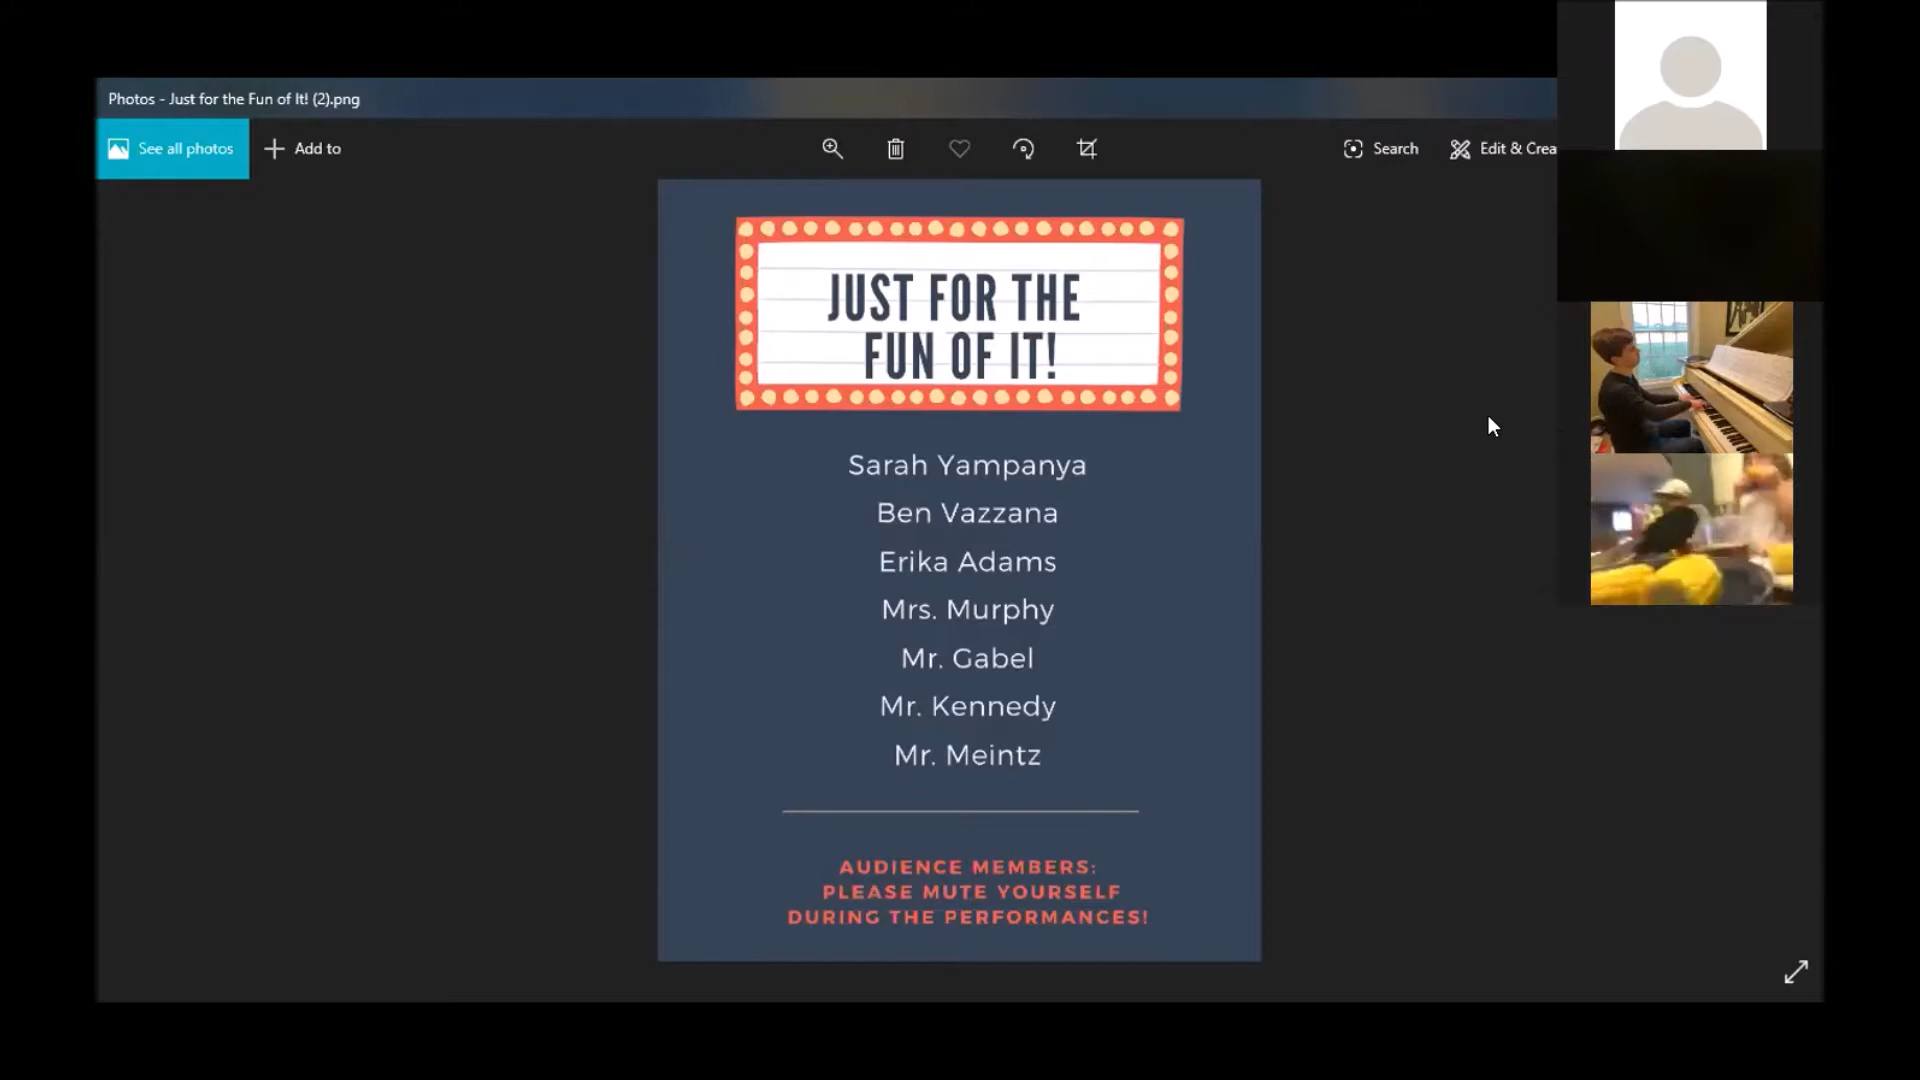 Photos - Just for the Fun of It! (2).png
See all photos
Add to
Search
Edit & Crea
JUST FOR THE
FUN OF IT!
Sarah Yampanya
Ben Vazzana
Erika Adams
Mrs. Murphy
Mr. Gabel
Mr. Kennedy
Mr. Meintz
AUDIENCE MEMBERS:
PLEASE MUTE YOURSELF
DURING THE PERFORMANCES!